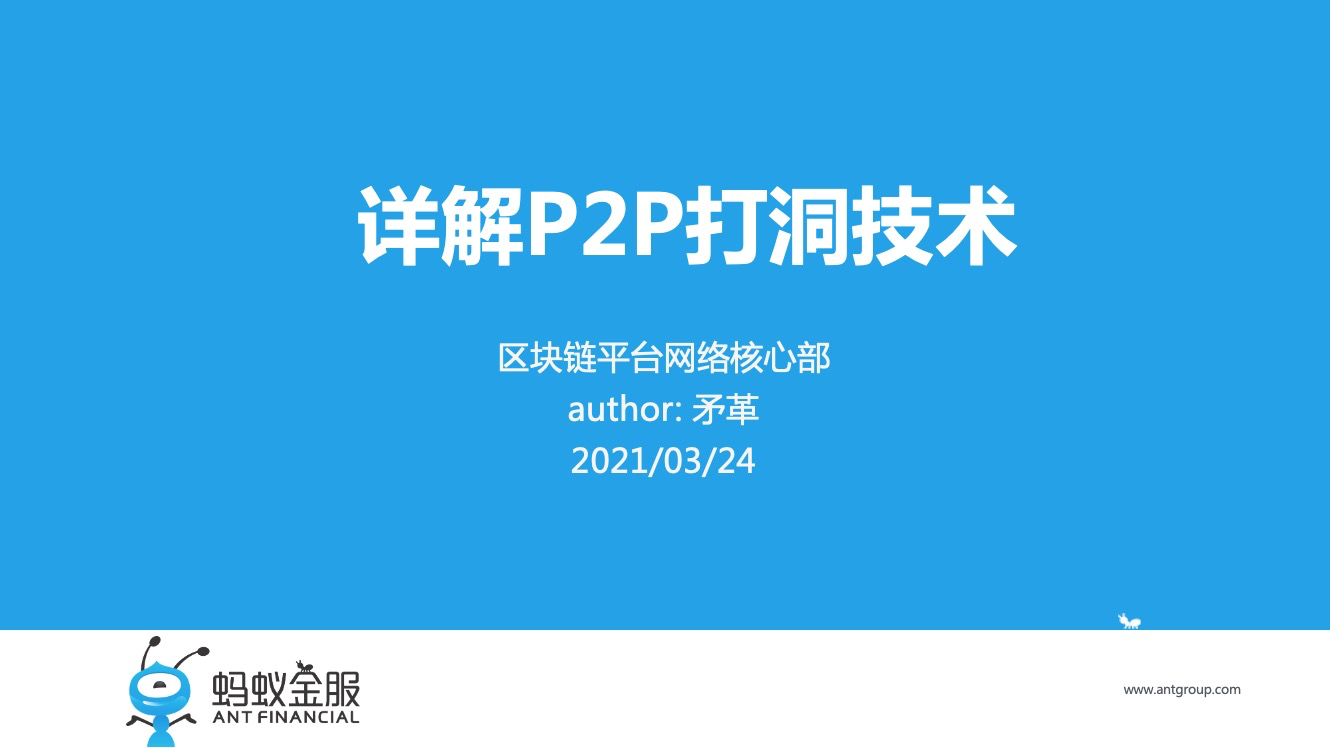 详解P2P打洞技术
区块链平台网络核心部
author: 矛革
2021/03/24
蚂蚁金服
ANT FINANCIAL
www.antgroup.com